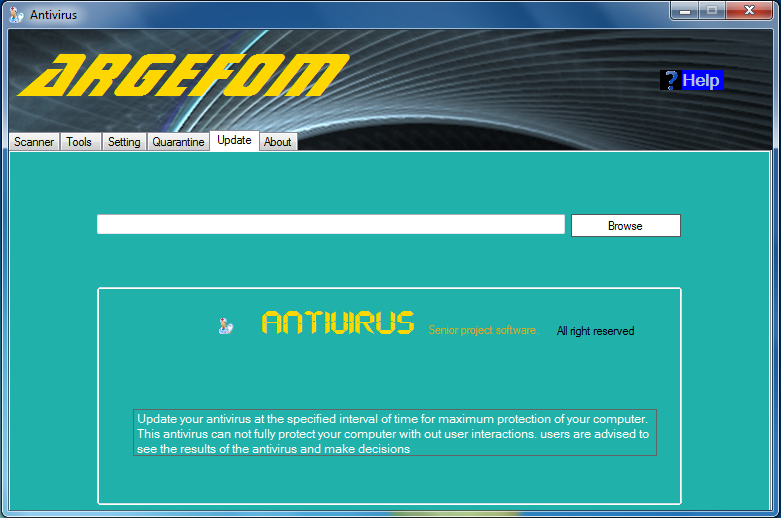 Antivirus
ARGEFOM
? Help
Scanner Tools Setting Quarantine Update About
Browse
ANTIVIRUS Senior project software. All right reserved
Update your antivirus at the specified interval of time for maximum protection of your computer.
This antivirus can not fully protect your computer with out user interactions. users are advised to
see the results of the antivirus and make decisions